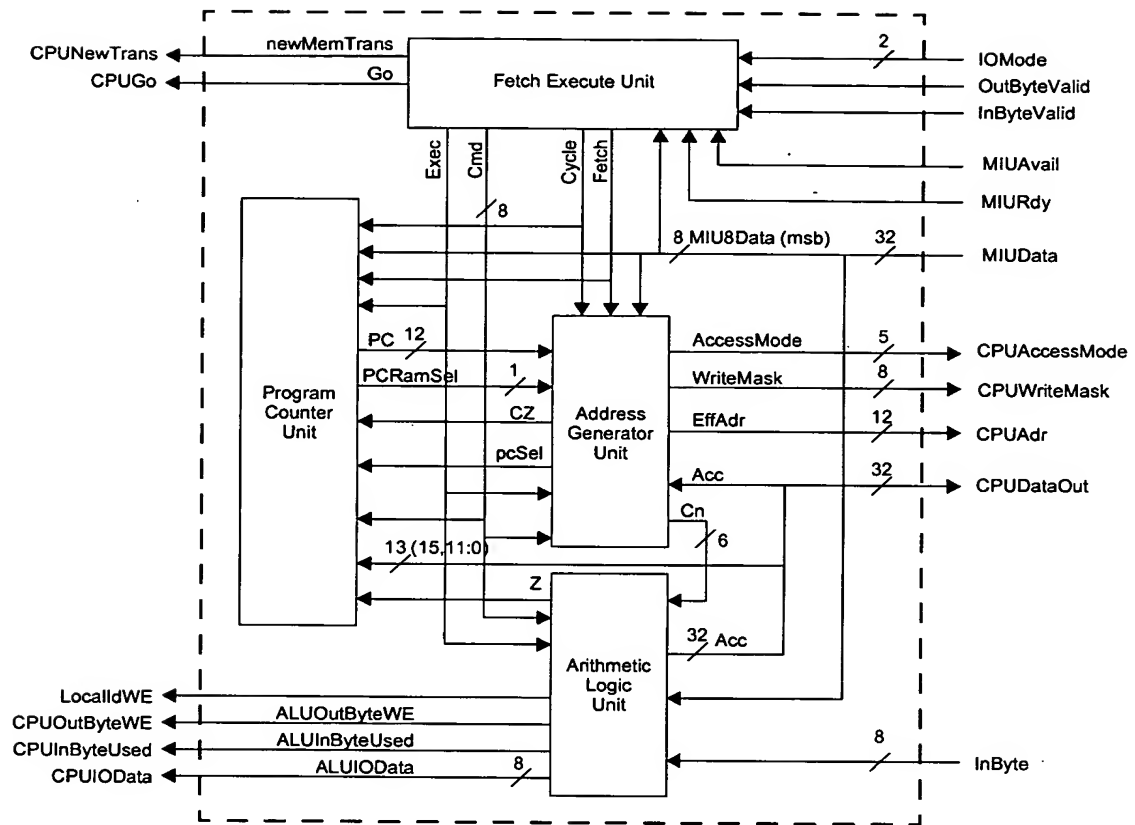 newMemTrans
CPUNewTrans
Go
CPUGo
Fetch Execute Unit
2
IOMode
OutByteValid
InByteValid
MIUAvail
MIURdy
Exec
Cmd
Cycle
Fetch
8
8 MIU8Data (msb)
32
MIUData
PC 12
PCRamSel 1
CZ
pcSel
Program
Counter
Unit
Address
Generator
Unit
AccessMode
5
CPUAccessMode
WriteMask
8
CPUWriteMask
EffAdr
12
CPUAdr
Acc
32
CPUDataOut
Cn
6
13 (15,11:0)
Z
32 Acc
Arithmetic
Logic
Unit
LocalIdWE
CPUOutByteWE
ALUOutByteWE
CPUInByteUsed
ALUInByteUsed
CPUIOData
ALUIOData
8
8
InByte